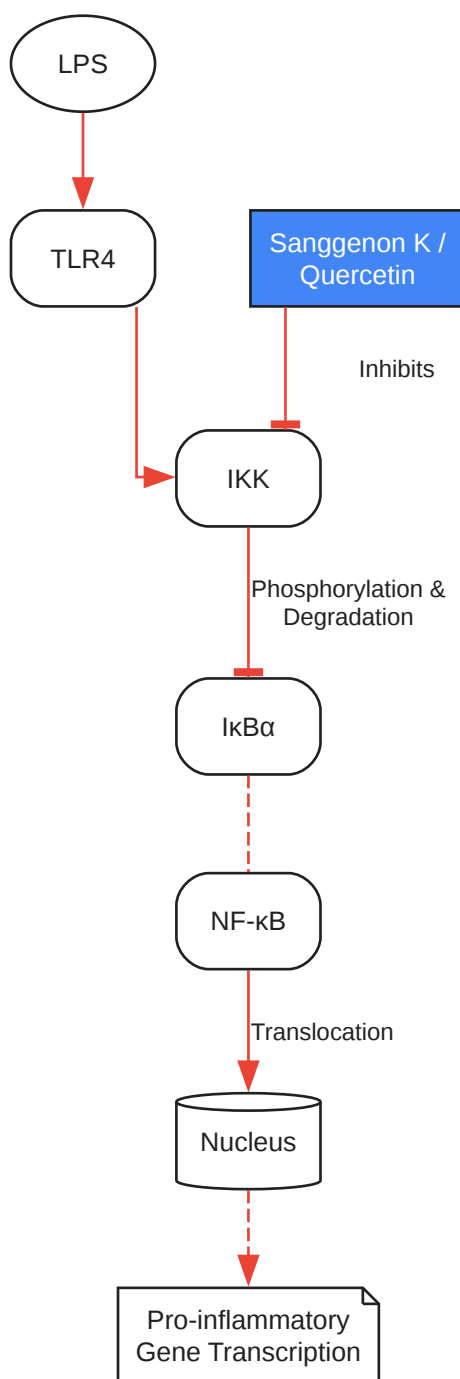 LPS
TLR4
Sanggenon K /
Quercetin
Inhibits
IKK
Phosphorylation &
Degradation
IκBα
NF-κB
Translocation
Nucleus
Pro-inflammatory
Gene Transcription